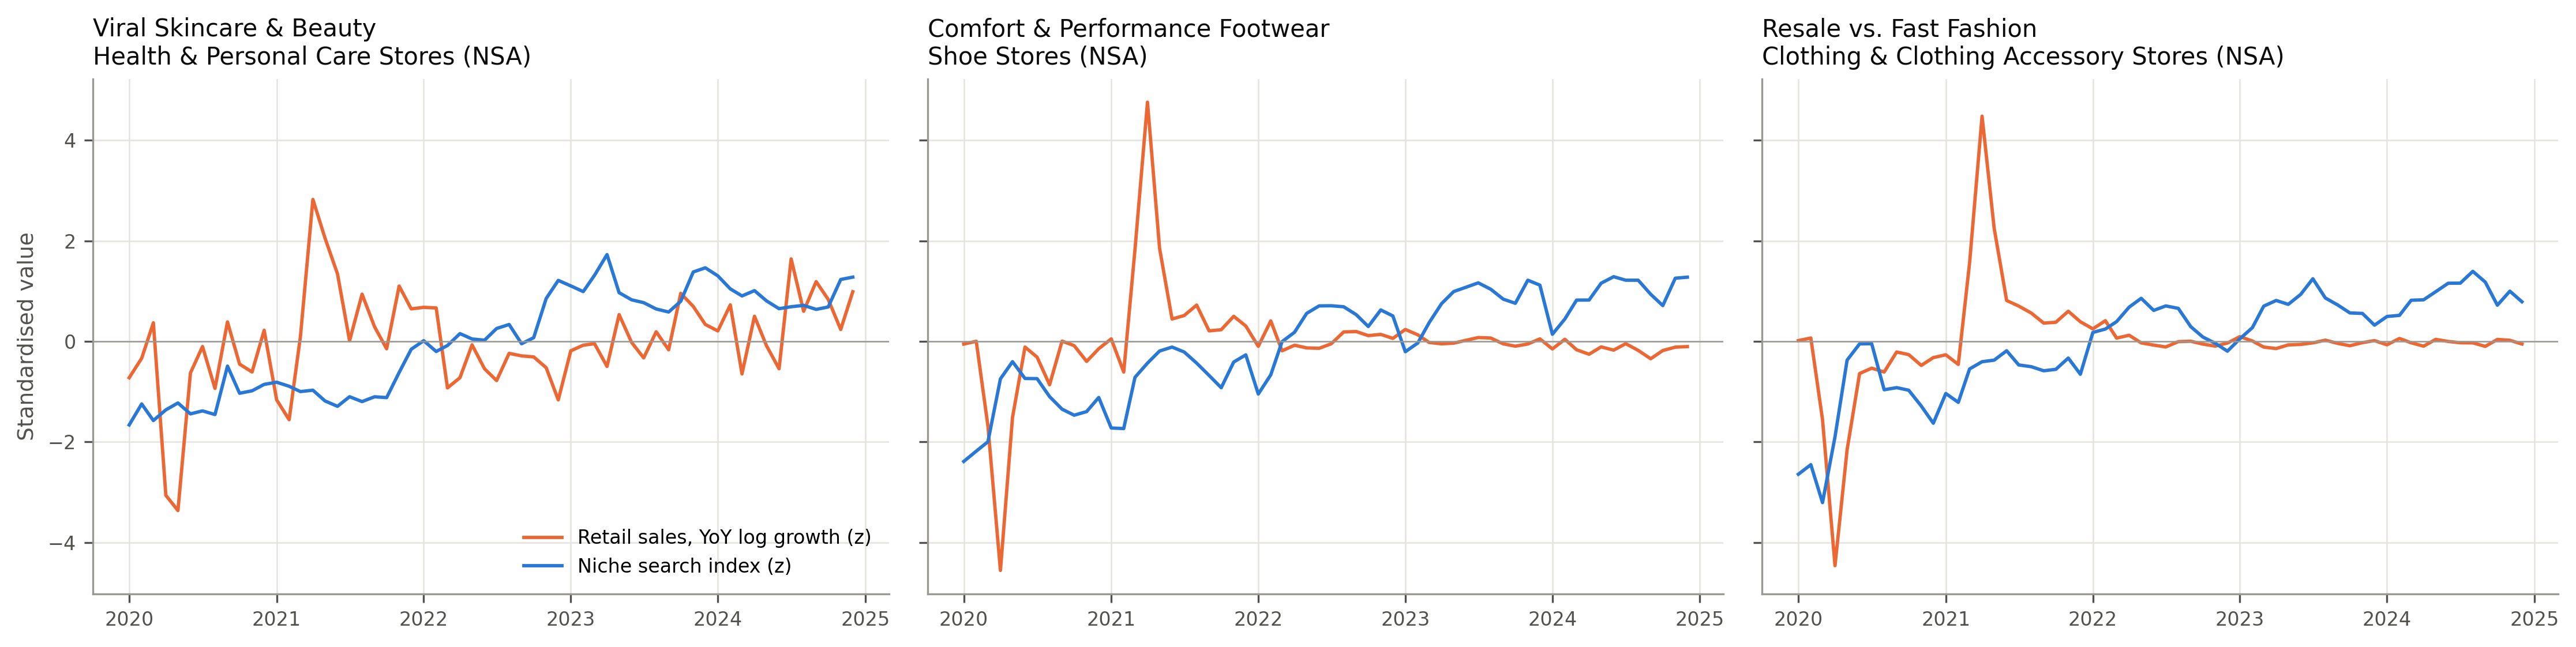 Viral Skincare & Beauty
Health & Personal Care Stores (NSA)
Standardised value
4
2
0
−2
−4
Retail sales, YoY log growth (z)
Niche search index (z)
2020 2021 2022 2023 2024 2025
Comfort & Performance Footwear
Shoe Stores (NSA)
2020 2021 2022 2023 2024 2025
Resale vs. Fast Fashion
Clothing & Clothing Accessory Stores (NSA)
2020 2021 2022 2023 2024 2025